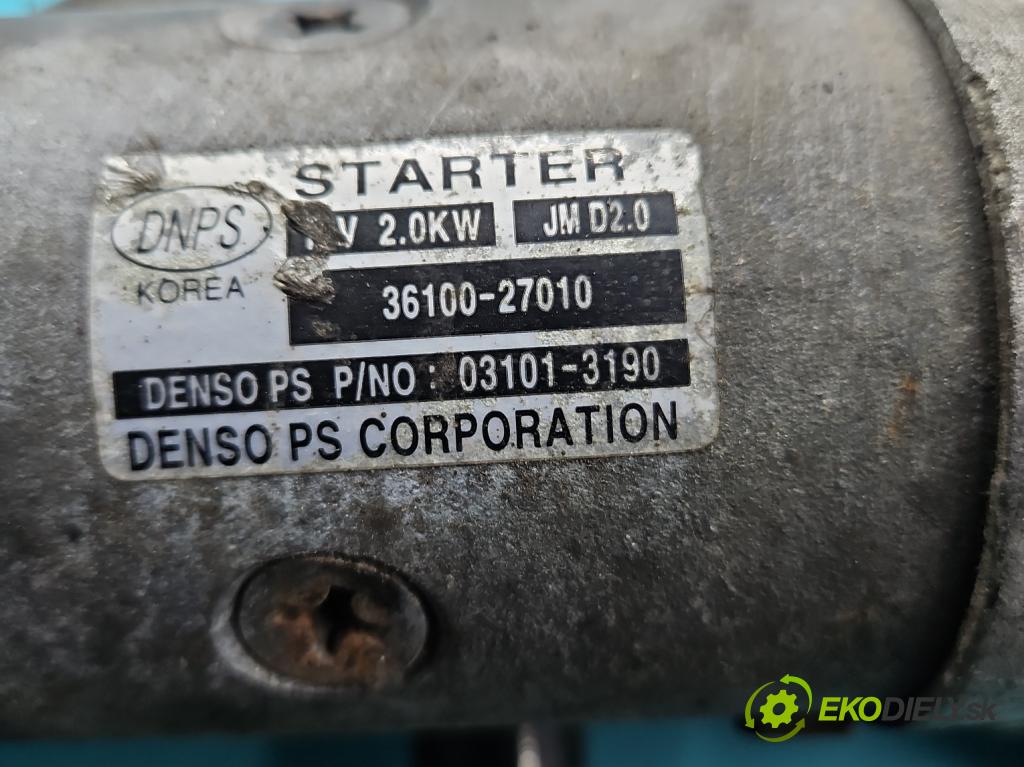 STARTER
DNPS
V 2.0KW JM D2.0
KOREA
36100-27010
DENSO PS P/NO : 03101-3190
DENSO PS CORPORATION
EKODIELY.sk